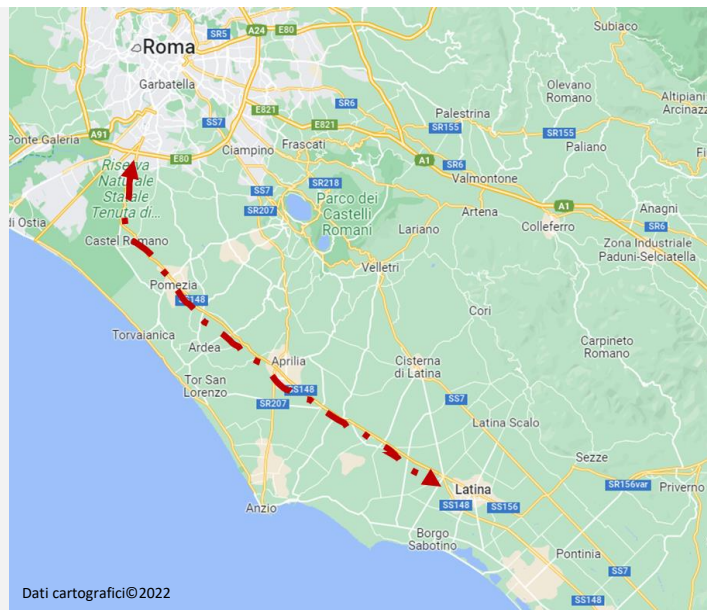 Subiaco
SR5
A24
E80
Roma
Garbatella
Olevano
Romano
Altipiani
Arcinazz
E821
SR6
Palestrina
SS7
E821
SR155
SR155
A91
Ponte Galeria
Frascati
Paliano
Ciampino
E80
A1
SR6
Riserva
Naturale
Statale
Tenuta di...
Valmontone
SS7
SR218
SR207
Parco dei
Castelli
Romani
Artena
A1
Anagni
di Ostia
Lariano
Colleferro
SR6
Castel Romano
Zona Industriale
Paduni-Selciatella
Velletri
Pomezia
SS148
Cori
Torvaianica
Ardea
Carpineto
Romano
Aprilia
Cisterna
di Latina
Tor San
Lorenzo
SS148
SR207
SS7
Latina Scalo
Sezze
SR156var
Priverno
Latina
Anzio
SS148
SS156
Borgo
Sabotino
Pontinia
SS7
SS148
Dati cartografici©2022